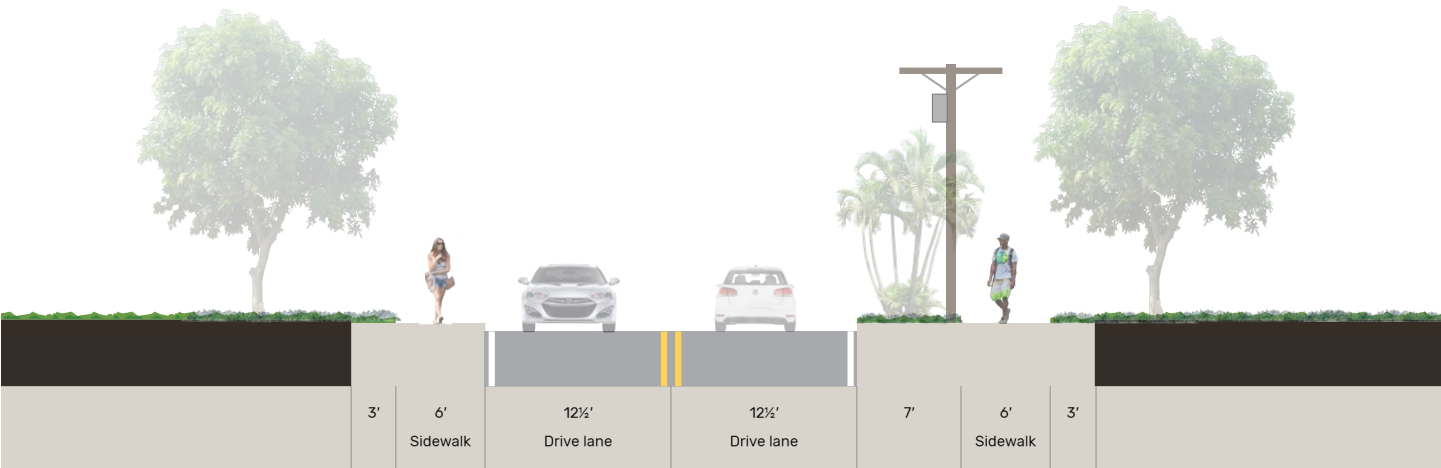 3′ 6′ 12½′ 12½′ 7′ 6′ 3′
Sidewalk Drive lane Drive lane Sidewalk